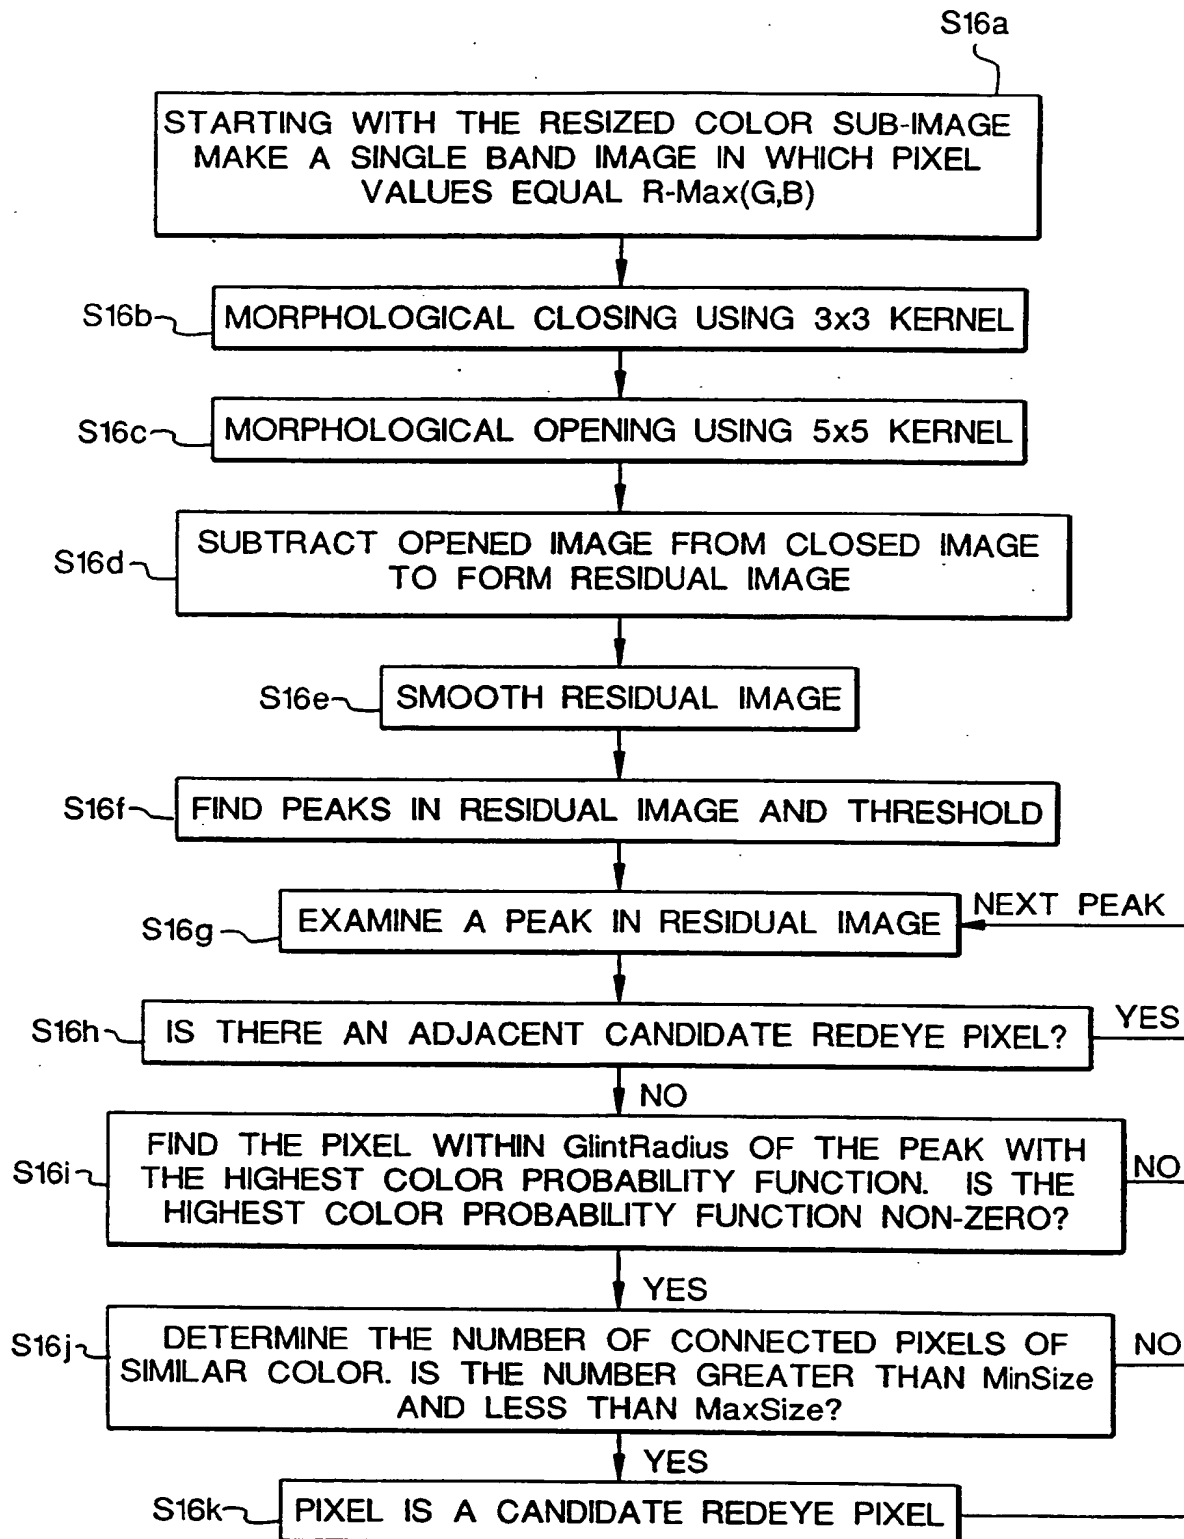 S16a
STARTING WITH THE RESIZED COLOR SUB-IMAGE
MAKE A SINGLE BAND IMAGE IN WHICH PIXEL
VALUES EQUAL R-Max(G,B)
S16b
MORPHOLOGICAL CLOSING USING 3x3 KERNEL
S16c
MORPHOLOGICAL OPENING USING 5x5 KERNEL
S16d
SUBTRACT OPENED IMAGE FROM CLOSED IMAGE
TO FORM RESIDUAL IMAGE
S16e
SMOOTH RESIDUAL IMAGE
S16f
FIND PEAKS IN RESIDUAL IMAGE AND THRESHOLD
S16g
EXAMINE A PEAK IN RESIDUAL IMAGE
NEXT PEAK
S16h
IS THERE AN ADJACENT CANDIDATE REDEYE PIXEL?
YES
NO
S16i
FIND THE PIXEL WITHIN GlintRadius OF THE PEAK WITH
THE HIGHEST COLOR PROBABILITY FUNCTION. IS THE
HIGHEST COLOR PROBABILITY FUNCTION NON-ZERO?
NO
YES
S16j
DETERMINE THE NUMBER OF CONNECTED PIXELS OF
SIMILAR COLOR. IS THE NUMBER GREATER THAN MinSize
AND LESS THAN MaxSize?
NO
YES
S16k
PIXEL IS A CANDIDATE REDEYE PIXEL